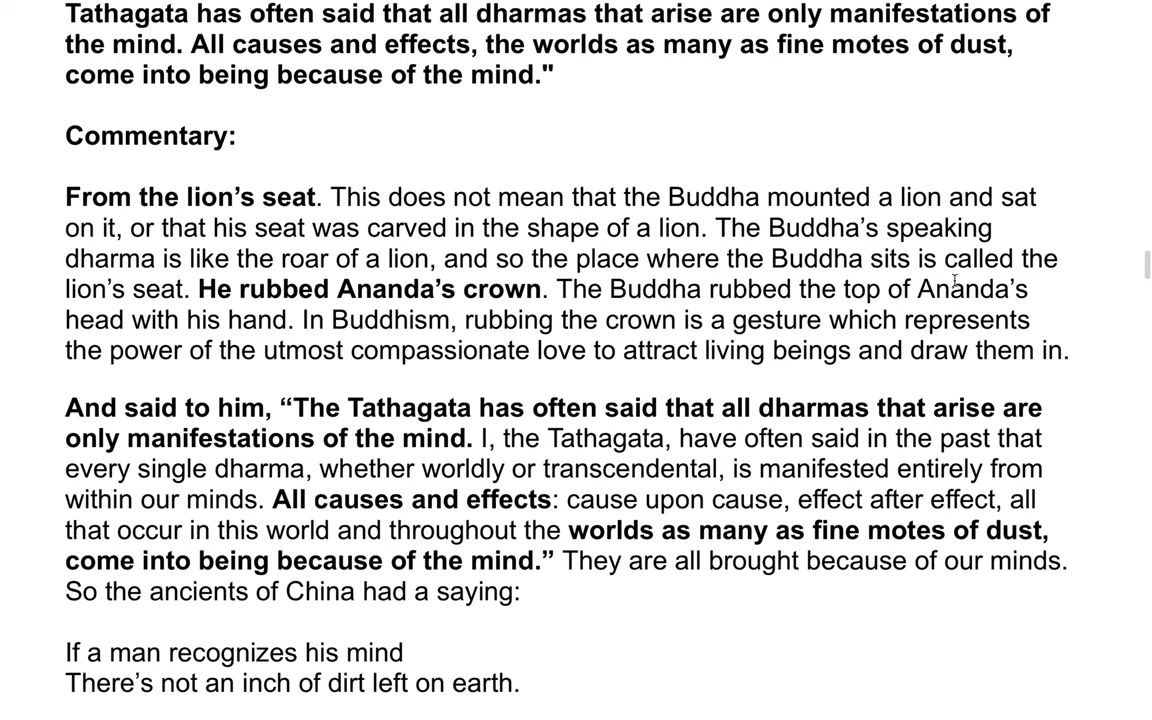 Tathagata has often said that all dharmas that arise are only manifestations of
the mind. All causes and effects, the worlds as many as fine motes of dust,
come into being because of the mind."
Commentary:
From the lion’s seat. This does not mean that the Buddha mounted a lion and sat
on it, or that his seat was carved in the shape of a lion. The Buddha’s speaking
dharma is like the roar of a lion, and so the place where the Buddha sits is called the
lion’s seat. He rubbed Ananda’s crown. The Buddha rubbed the top of Ananda’s
head with his hand. In Buddhism, rubbing the crown is a gesture which represents
the power of the utmost compassionate love to attract living beings and draw them in.
And said to him, “The Tathagata has often said that all dharmas that arise are
only manifestations of the mind. I, the Tathagata, have often said in the past that
every single dharma, whether worldly or transcendental, is manifested entirely from
within our minds. All causes and effects: cause upon cause, effect after effect, all
that occur in this world and throughout the worlds as many as fine motes of dust,
come into being because of the mind.” They are all brought because of our minds.
So the ancients of China had a saying:
If a man recognizes his mind
There’s not an inch of dirt left on earth.